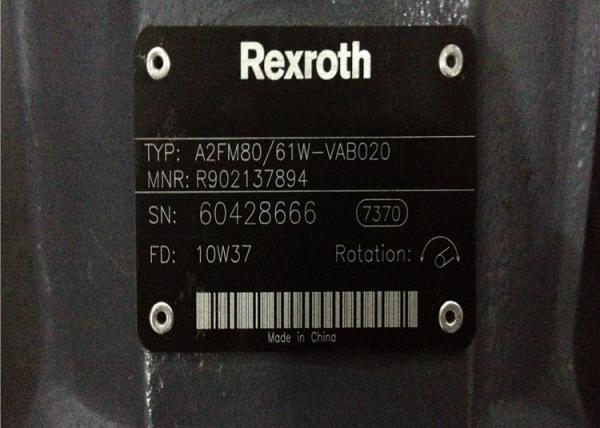 Rexroth
TYP: A2FM80/61W-VAB020
MNR: R902137894
SN: 60428666 7370
FD: 10W37 Rotation:
Made in China